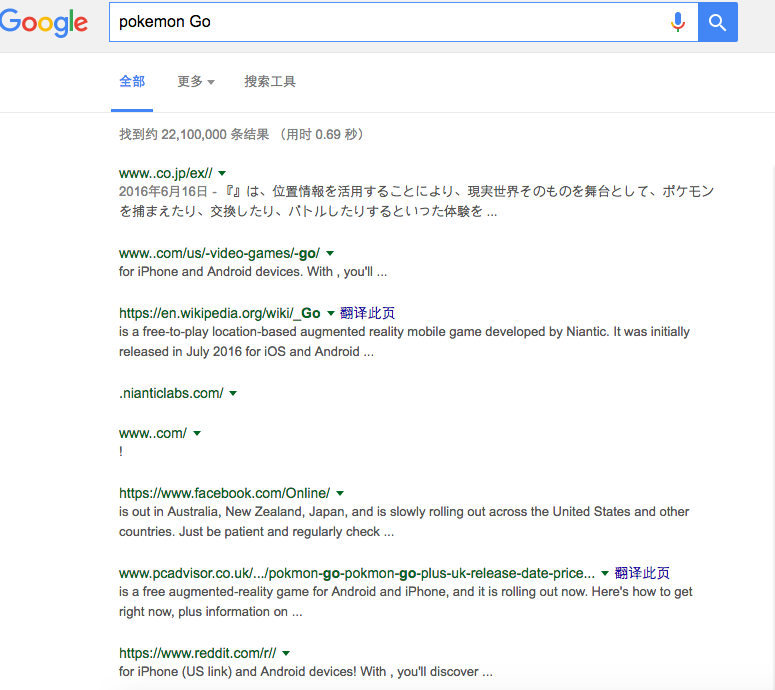 Google
pokemon Go
全部 更多 搜索工具
找到约 22,100,000 条结果 （用时 0.69 秒）
www..co.jp/ex//
2016年6月16日 - 『』は、位置情報を活用することにより、現実世界そのものを舞台として、ポケモン
を捕まえたり、交換したり、バトルしたりするといった体験を ...
www..com/us/-video-games/-go/
for iPhone and Android devices. With , you'll ...
https://en.wikipedia.org/wiki/_Go 翻译此页
is a free-to-play location-based augmented reality mobile game developed by Niantic. It was initially
released in July 2016 for iOS and Android ...
.nianticlabs.com/
www..com/
!
https://www.facebook.com/Online/
is out in Australia, New Zealand, Japan, and is slowly rolling out across the United States and other
countries. Just be patient and regularly check ...
www.pcadvisor.co.uk/.../pokmon-go-pokmon-go-plus-uk-release-date-price... 翻译此页
is a free augmented-reality game for Android and iPhone, and it is rolling out now. Here's how to get
right now, plus information on ...
https://www.reddit.com/r//
for iPhone (US link) and Android devices! With , you'll discover ...